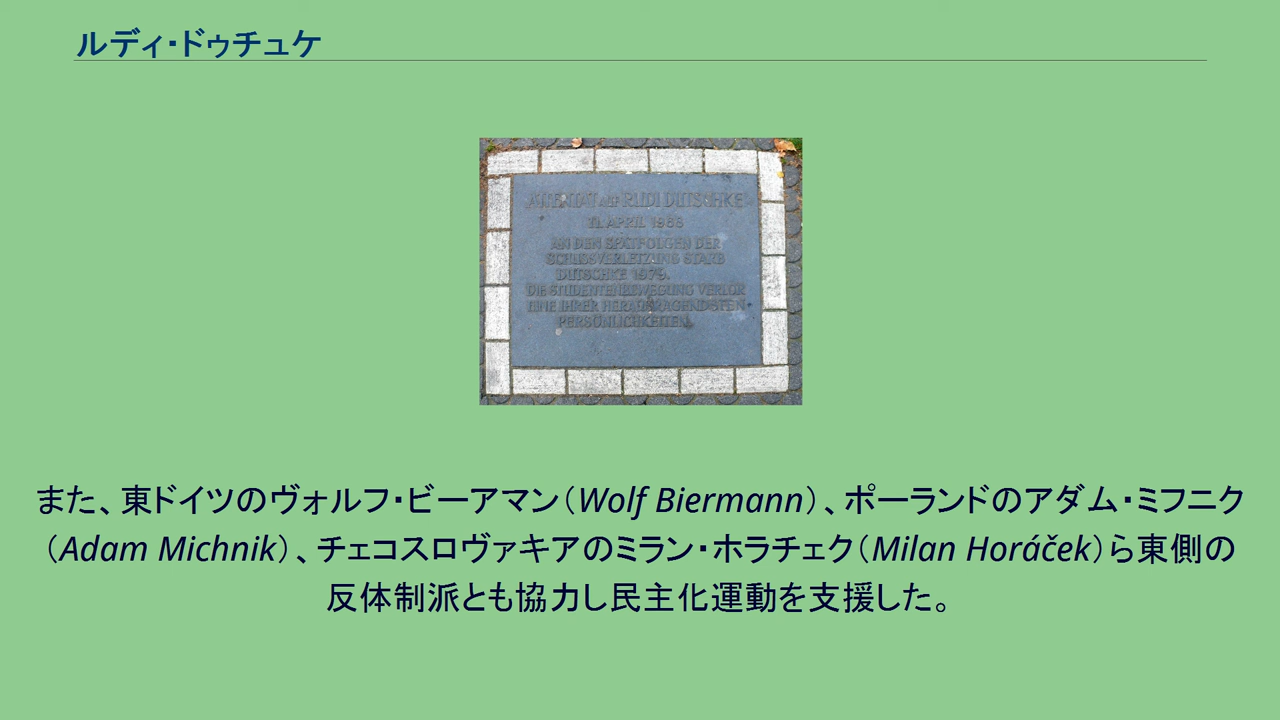 ルディ・ドゥチュケ
ATTENTAT AUF RUDI DUTSCHKE
11. APRIL 1968
AN DEN SPÄTFOLGEN DER
SCHUSSVERLETZUNG STARB
DUTSCHKE 1979.
DIE STUDENTENBEWEGUNG VERLOR
EINE IHRER HERAUSRAGENDSTEN
PERSÖNLICHKEITEN.
また、東ドイツのヴォルフ・ビーアマン(Wolf Biermann)、ポーランドのアダム・ミフニク
(Adam Michnik)、チェコスロヴァキアのミラン・ホラチェク(Milan Horáček)ら東側の
反体制派とも協力し民主化運動を支援した。